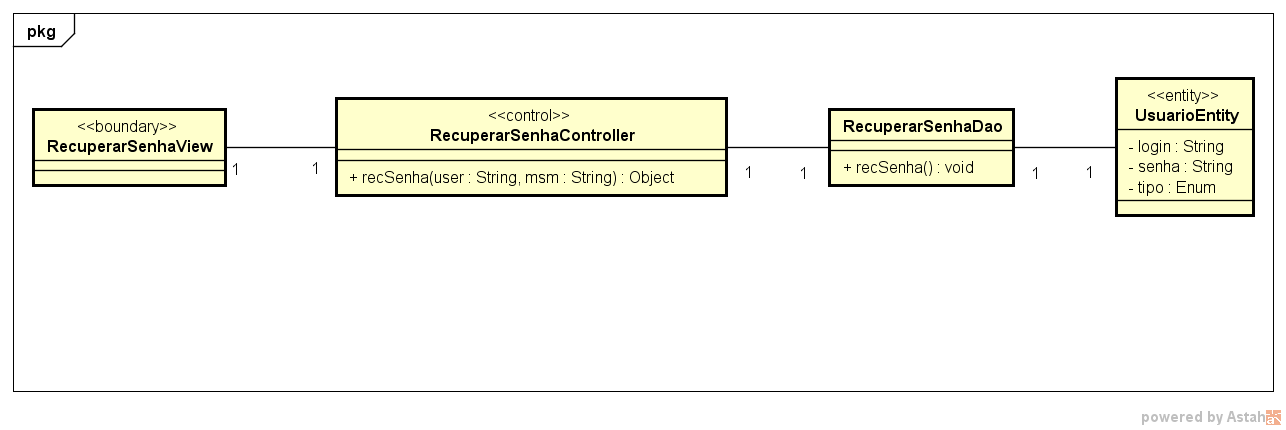 pkg
<<boundary>>
RecuperarSenhaView
1
1
<<control>>
RecuperarSenhaController
+ recSenha(user : String, msm : String) : Object
1
1
RecuperarSenhaDao
+ recSenha() : void
1
1
<<entity>>
UsuarioEntity
- login : String
- senha : String
- tipo : Enum
powered by Astah